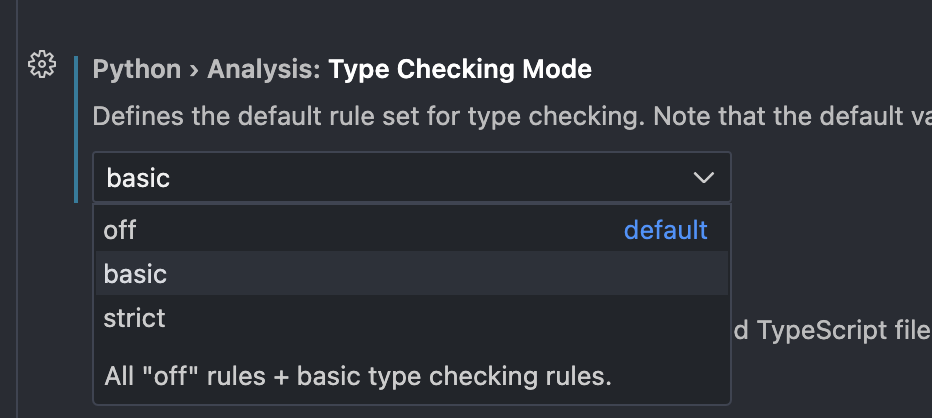 Python › Analysis: Type Checking Mode
Defines the default rule set for type checking. Note that the default va
basic
off default
basic
strict
d TypeScript file
All "off" rules + basic type checking rules.